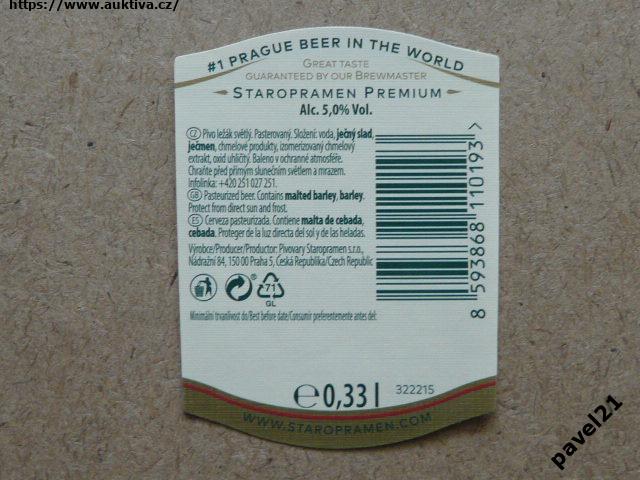 https://www.auktiva.cz/
#1 PRAGUE BEER IN THE WORLD
GREAT TASTE
GUARANTEED BY OUR BREWMASTER
STAROPRAMEN PREMIUM
Alc. 5,0% Vol.
CZ Pivo ležák světlý. Pasterovaný. Složení: voda, ječný slad,
ječmen, chmelové produkty, izomerizovaný chmelový
extrakt, oxid uhličitý. Baleno v ochranné atmosféře.
Chraňte před přímým slunečním světlem a mrazem.
Infolinka: +420 251 027 251.
GB Pasteurized beer. Contains malted barley, barley.
Protect from direct sun and frost.
ES Cerveza pasteurizada. Contiene malta de cebada,
cebada. Proteger de la luz directa del sol y de las heladas.
Výrobce/Producer/Productor: Pivovary Staropramen s.r.o.,
Nádražní 84, 150 00 Praha 5, Česká Republika/Czech Republic
71
GL
Minimální trvanlivost do/Best before date/Consumir preferentemente antes del:
8 593868 110193 >
℮ 0,33 l
322215
WWW.STAROPRAMEN.COM
pavel21